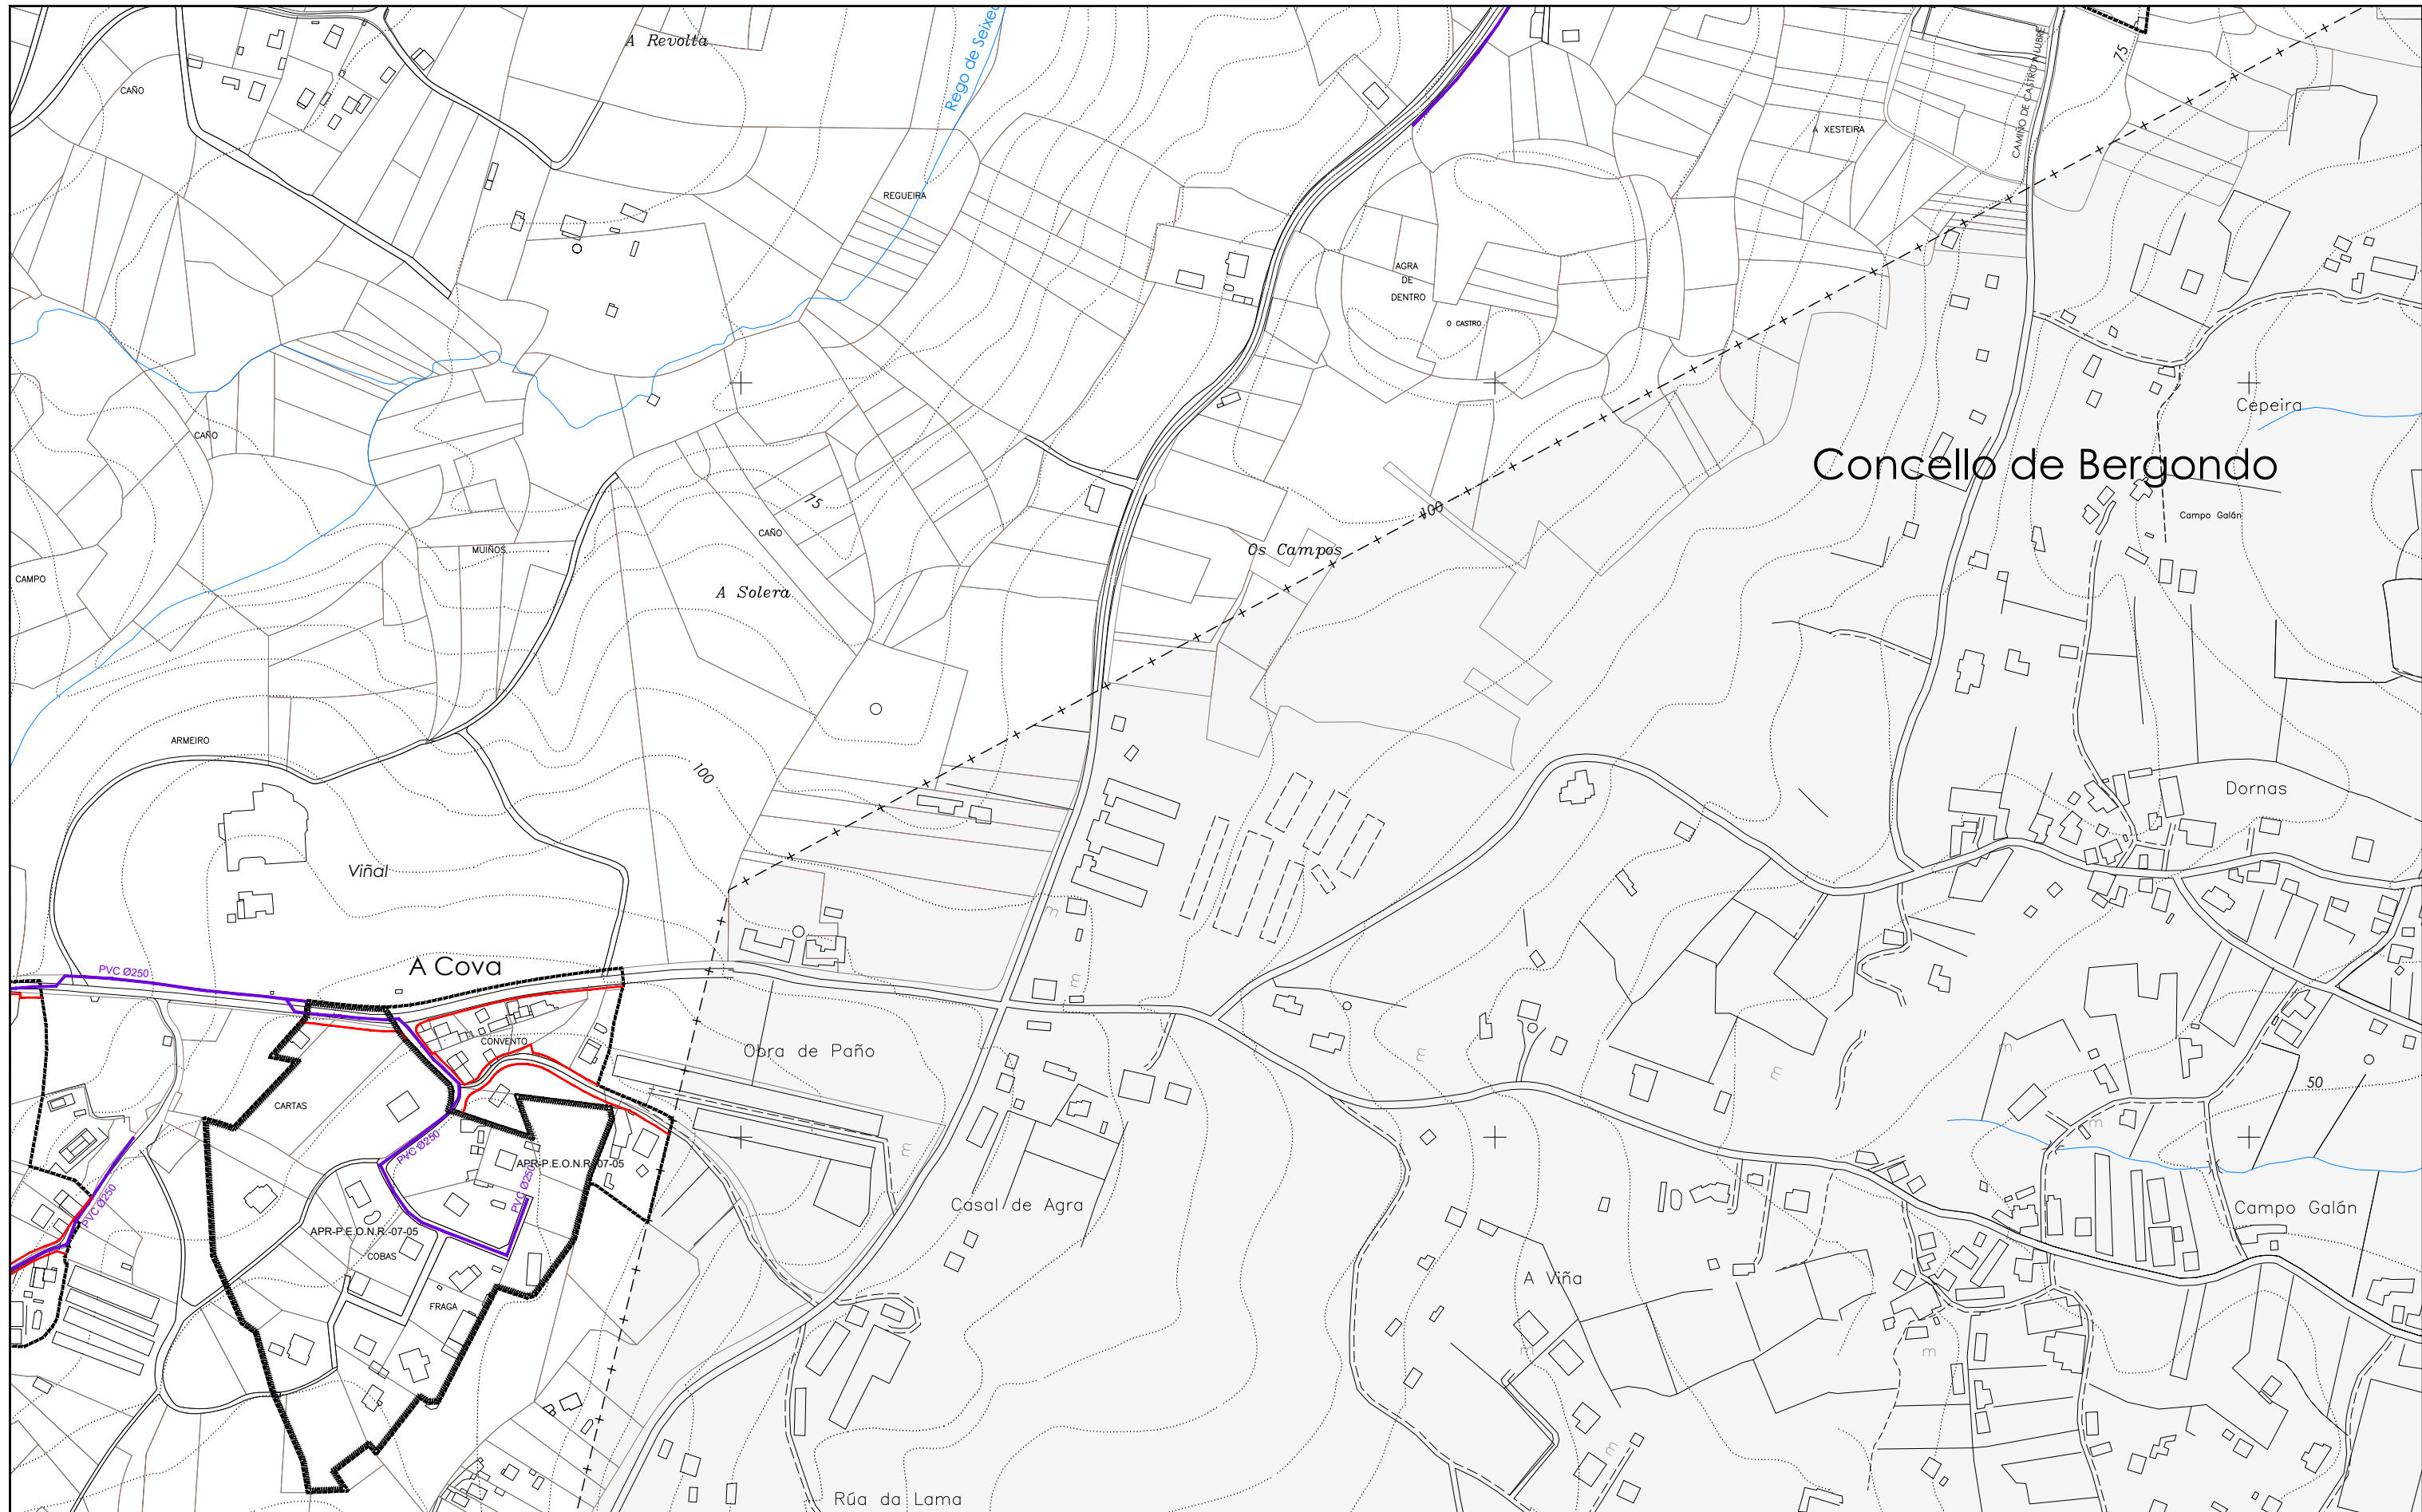 A Revolta
Rego de Seixeda
CAÑO
CAMIÑO DE CASTRO A LUBRE
75
A XESTEIRA
REGUEIRA
AGRA
DE
DENTRO
O CASTRO
Cepeira
CAÑO
Concello de Bergondo
75
100
Campo Galán
CAÑO
MUIÑOS
Os Campos
CAMPO
A Solera
ARMEIRO
100
Dornas
Viñal
m
A Cova
PVC Ø250
m
CONVENTO
Obra de Paño
m
m
m
50
CARTAS
m
PVC Ø250
m
APR-P.E.O.N.R.-07-05
PVC Ø250
PVC Ø250
Casal de Agra
Campo Galán
APR-P.E.O.N.R.-07-05
COBAS
A Viña
FRAGA
m
m
m
Rúa da Lama